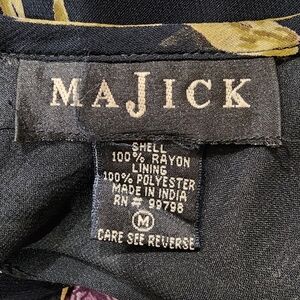 MAJICK
SHELL
100% RAYON
LINING
100% POLYESTER
MADE IN INDIA
RN# 99798
M
CARE SEE REVERSE